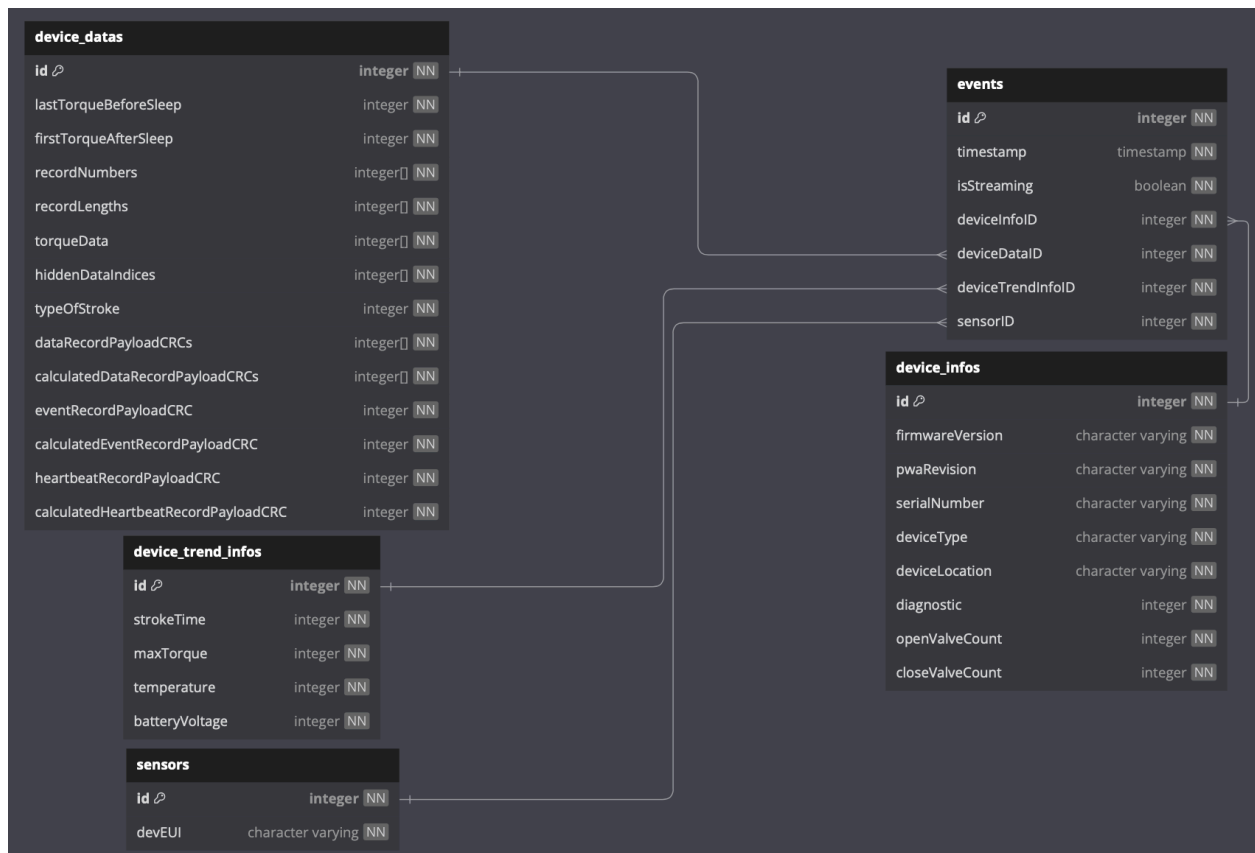 device_datas
id integer NN
lastTorqueBeforeSleep integer NN
firstTorqueAfterSleep integer NN
recordNumbers integer[] NN
recordLengths integer[] NN
torqueData integer[] NN
hiddenDataIndices integer[] NN
typeOfStroke integer NN
dataRecordPayloadCRCs integer[] NN
calculatedDataRecordPayloadCRCs integer[] NN
eventRecordPayloadCRC integer NN
calculatedEventRecordPayloadCRC integer NN
heartbeatRecordPayloadCRC integer NN
calculatedHeartbeatRecordPayloadCRC integer NN
device_trend_infos
id integer NN
strokeTime integer NN
maxTorque integer NN
temperature integer NN
batteryVoltage integer NN
sensors
id integer NN
devEUI character varying NN
events
id integer NN
timestamp timestamp NN
isStreaming boolean NN
deviceInfoID integer NN
deviceDataID integer NN
deviceTrendInfoID integer NN
sensorID integer NN
device_infos
id integer NN
firmwareVersion character varying NN
pwaRevision character varying NN
serialNumber character varying NN
deviceType character varying NN
deviceLocation character varying NN
diagnostic integer NN
openValveCount integer NN
closeValveCount integer NN